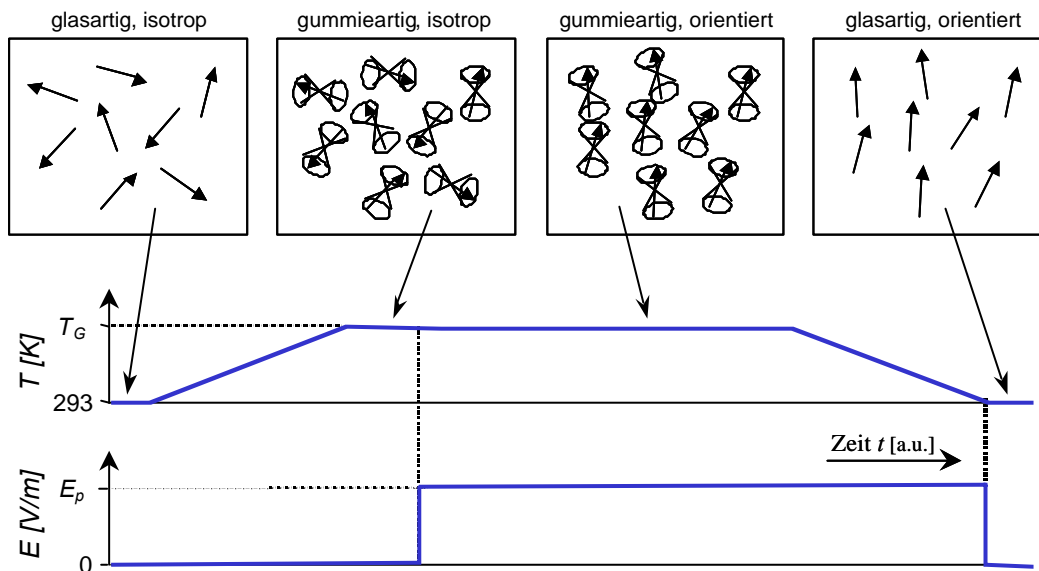 glasartig, isotrop
gummieartig, isotrop
gummieartig, orientiert
glasartig, orientiert
T_G
T [K]
293
Zeit t [a.u.]
E_p
E [V/m]
0